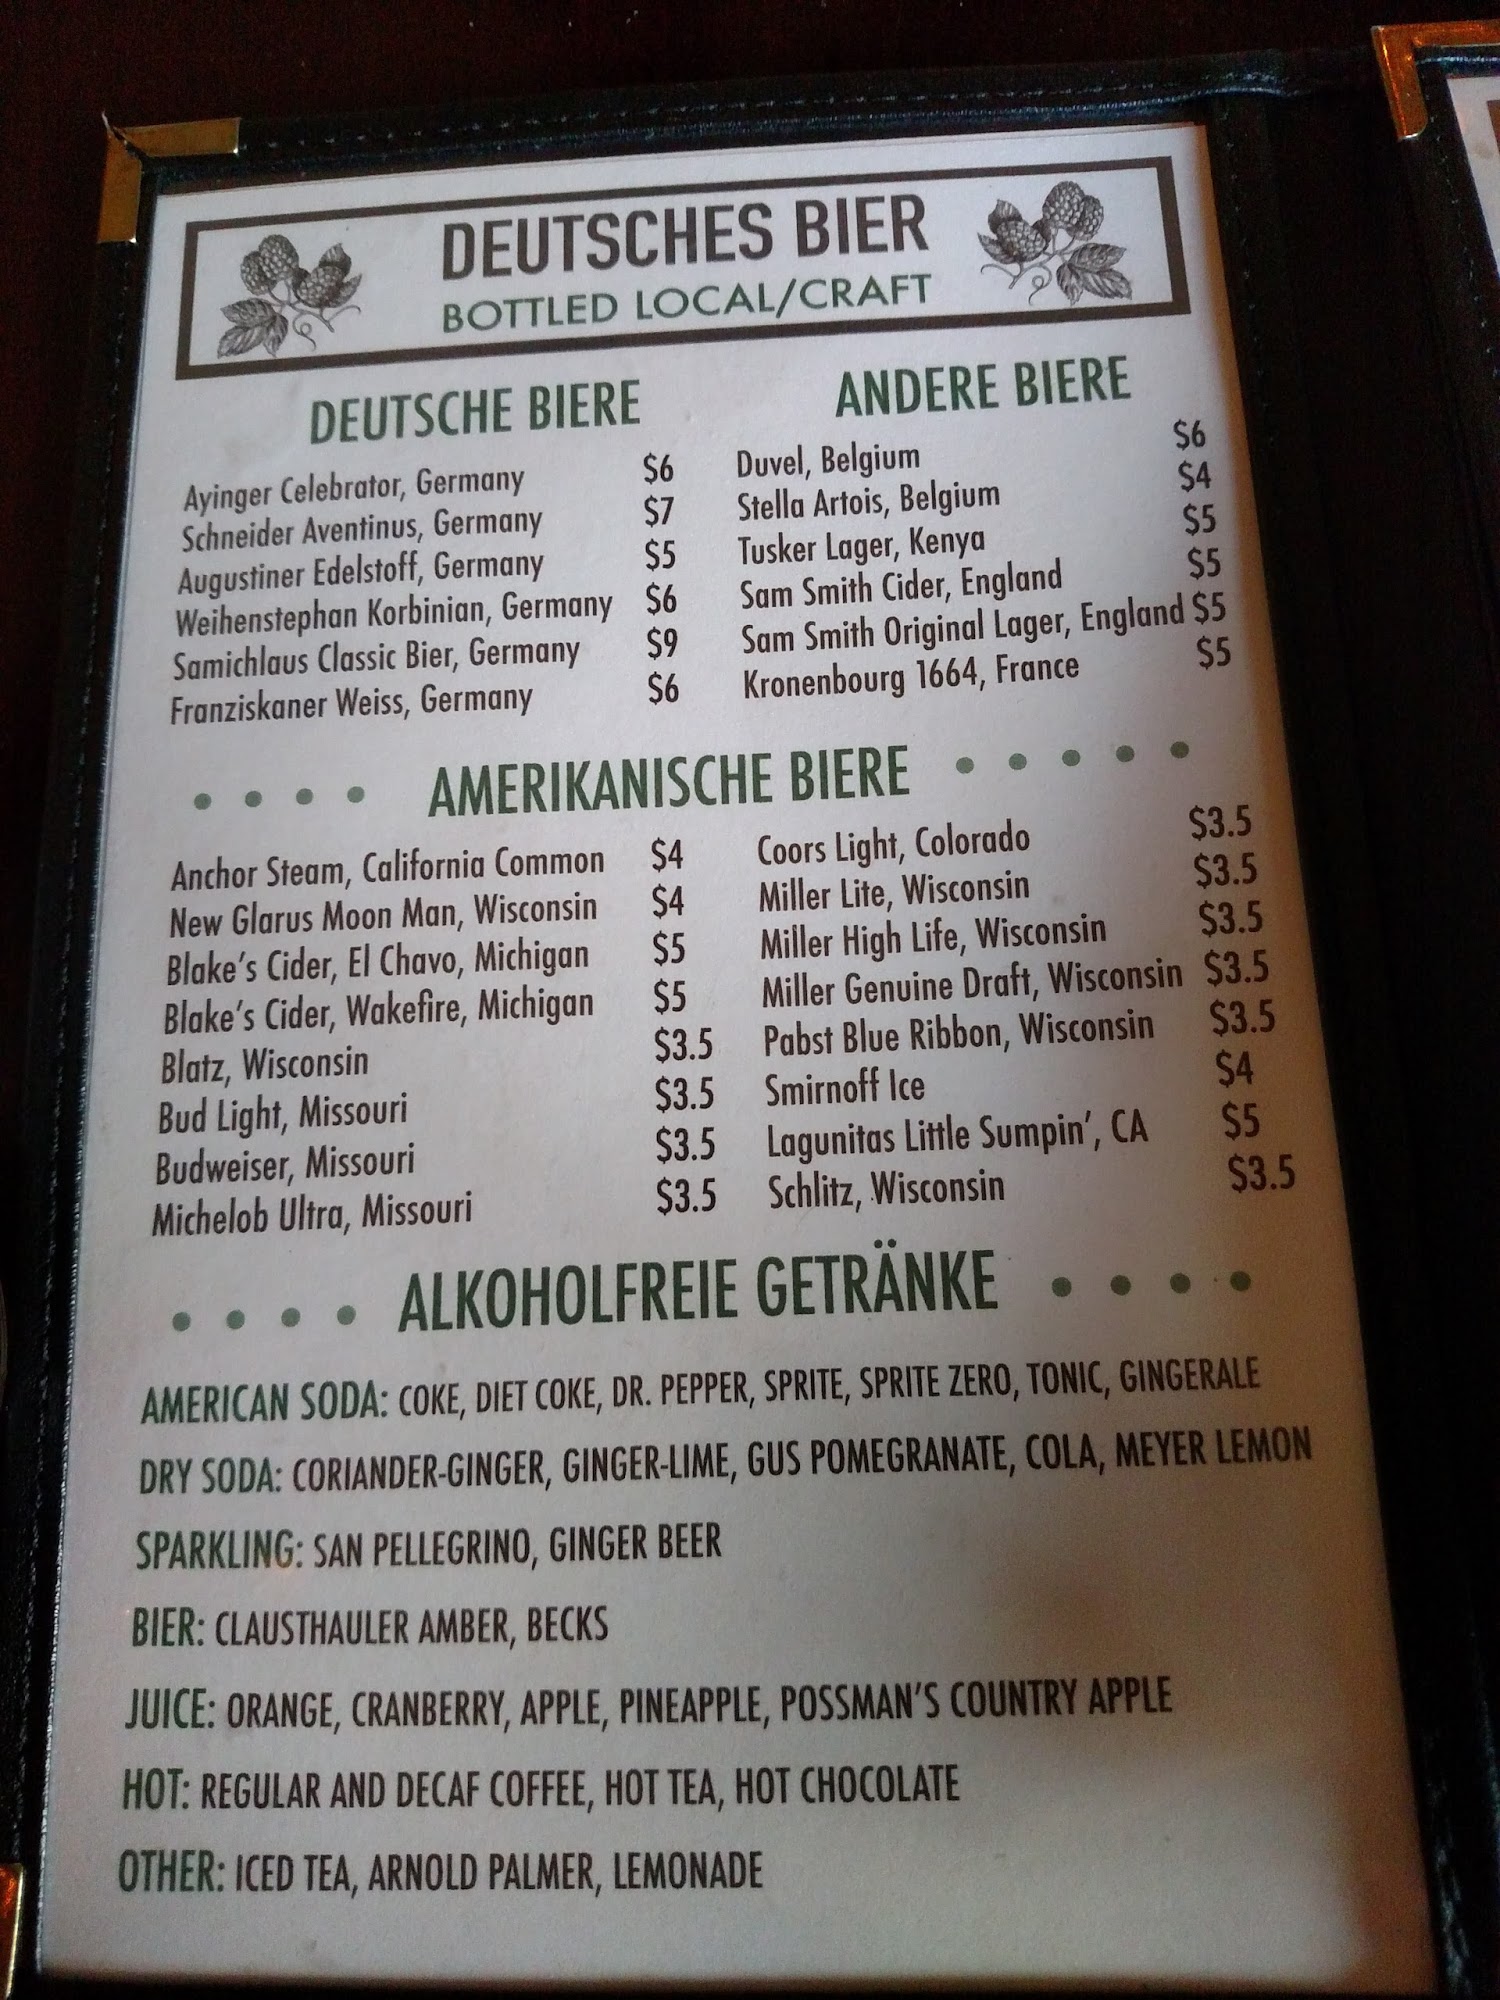 DEUTSCHES BIER
BOTTLED LOCAL/CRAFT
DEUTSCHE BIERE
Ayinger Celebrator, Germany $6
Schneider Aventinus, Germany $7
Augustiner Edelstoff, Germany $5
Weihenstephan Korbinian, Germany $6
Samichlaus Classic Bier, Germany $9
Franziskaner Weiss, Germany $6
ANDERE BIERE
Duvel, Belgium $6
Stella Artois, Belgium $4
Tusker Lager, Kenya $5
Sam Smith Cider, England $5
Sam Smith Original Lager, England $5
Kronenbourg 1664, France $5
AMERIKANISCHE BIERE
Anchor Steam, California Common $4
New Glarus Moon Man, Wisconsin $4
Blake's Cider, El Chavo, Michigan $5
Blake's Cider, Wakefire, Michigan $5
Blatz, Wisconsin $3.5
Bud Light, Missouri $3.5
Budweiser, Missouri $3.5
Michelob Ultra, Missouri $3.5
Coors Light, Colorado $3.5
Miller Lite, Wisconsin $3.5
Miller High Life, Wisconsin $3.5
Miller Genuine Draft, Wisconsin $3.5
Pabst Blue Ribbon, Wisconsin $3.5
Smirnoff Ice $4
Lagunitas Little Sumpin', CA $5
Schlitz, Wisconsin $3.5
ALKOHOLFREIE GETRÄNKE
AMERICAN SODA: COKE, DIET COKE, DR. PEPPER, SPRITE, SPRITE ZERO, TONIC, GINGERALE
DRY SODA: CORIANDER-GINGER, GINGER-LIME, GUS POMEGRANATE, COLA, MEYER LEMON
SPARKLING: SAN PELLEGRINO, GINGER BEER
BIER: CLAUSTHAULER AMBER, BECKS
JUICE: ORANGE, CRANBERRY, APPLE, PINEAPPLE, POSSMAN'S COUNTRY APPLE
HOT: REGULAR AND DECAF COFFEE, HOT TEA, HOT CHOCOLATE
OTHER: ICED TEA, ARNOLD PALMER, LEMONADE